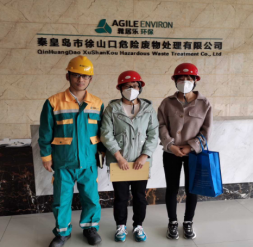 AGILE ENVIRON
雅居乐 环保
秦皇岛市徐山口危险废物处理有限公司
QinHuangDao XuShanKou Hazardous Waste Treatment Co., Ltd